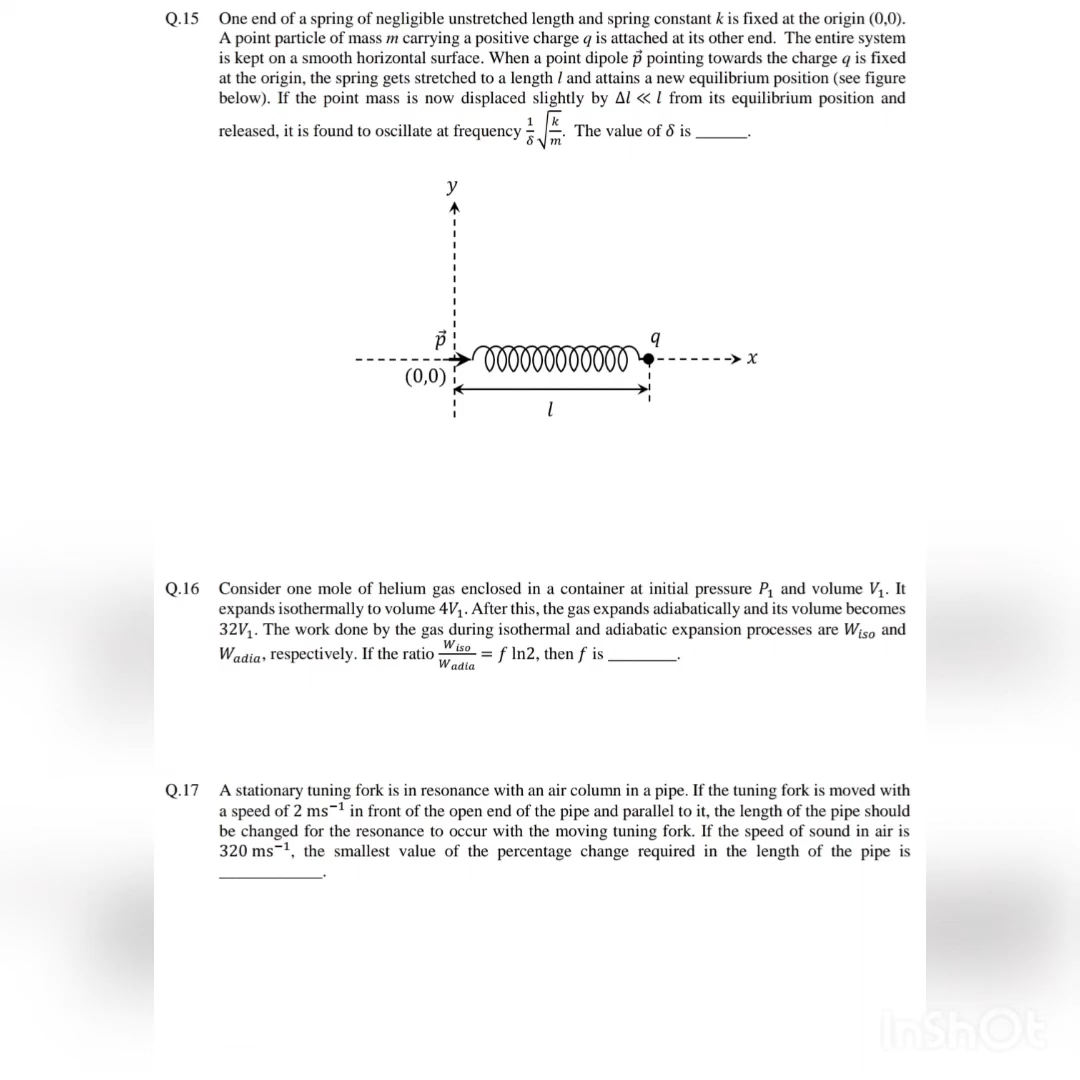 Q.15 One end of a spring of negligible unstretched length and spring constant k is fixed at the origin (0,0).
A point particle of mass m carrying a positive charge q is attached at its other end. The entire system
is kept on a smooth horizontal surface. When a point dipole p⃗ pointing towards the charge q is fixed
at the origin, the spring gets stretched to a length l and attains a new equilibrium position (see figure
below). If the point mass is now displaced slightly by Δl ≪ l from its equilibrium position and
released, it is found to oscillate at frequency 1/δ √(k/m). The value of δ is ______.
y
p⃗
q
x
(0,0)
l
Q.16 Consider one mole of helium gas enclosed in a container at initial pressure P₁ and volume V₁. It
expands isothermally to volume 4V₁. After this, the gas expands adiabatically and its volume becomes
32V₁. The work done by the gas during isothermal and adiabatic expansion processes are W_iso and
W_adia, respectively. If the ratio W_iso/W_adia = f ln2, then f is ________.
Q.17 A stationary tuning fork is in resonance with an air column in a pipe. If the tuning fork is moved with
a speed of 2 ms⁻¹ in front of the open end of the pipe and parallel to it, the length of the pipe should
be changed for the resonance to occur with the moving tuning fork. If the speed of sound in air is
320 ms⁻¹, the smallest value of the percentage change required in the length of the pipe is
____________.
InShOt